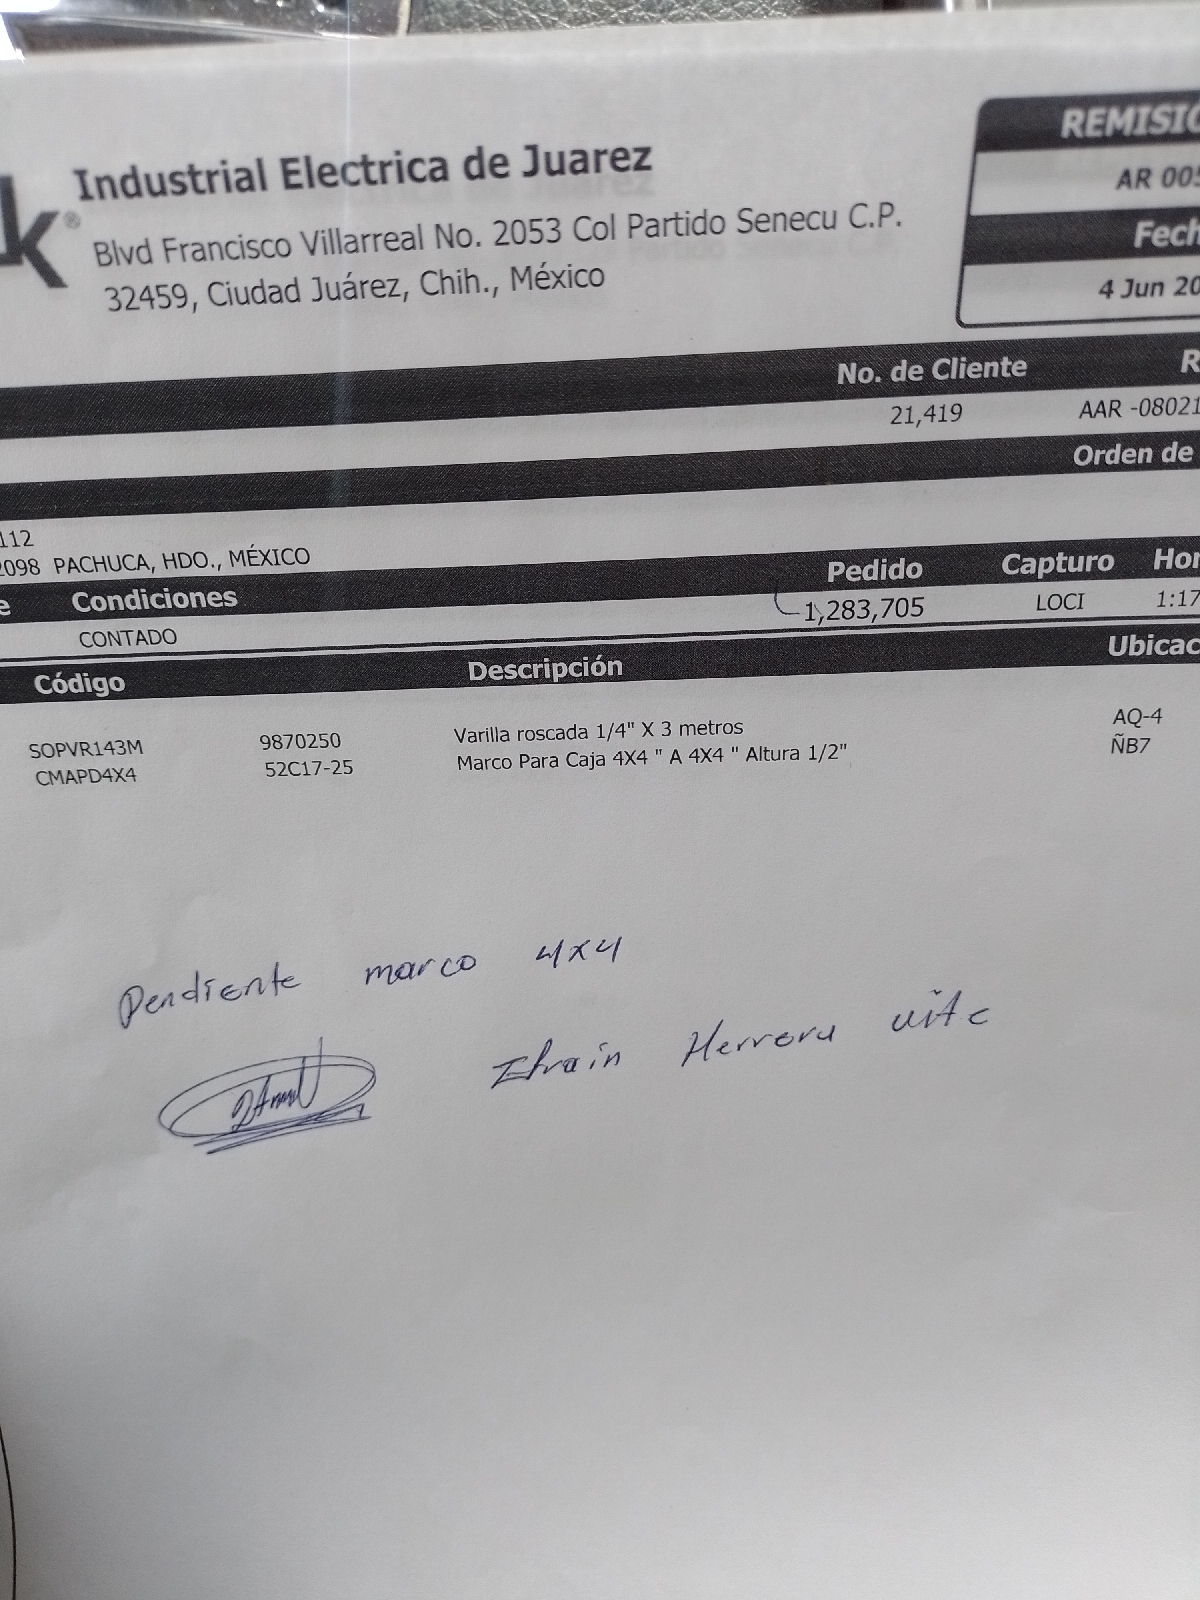 k®
Industrial Electrica de Juarez
Blvd Francisco Villarreal No. 2053 Col Partido Senecu C.P.
32459, Ciudad Juárez, Chih., México
REMISIO
AR 005
Fech
4 Jun 20
No. de Cliente R
21,419 AAR -08021
Orden de
112
2098 PACHUCA, HDO., MÉXICO
e Condiciones Pedido Capturo Hor
CONTADO 1,283,705 LOCI 1:17
Código Descripción Ubicac
SOPVR143M 9870250 Varilla roscada 1/4" X 3 metros AQ-4
CMAPD4X4 52C17-25 Marco Para Caja 4X4 " A 4X4 " Altura 1/2" ÑB7
Pendiente marco 4x4
Efrain Herrera uite